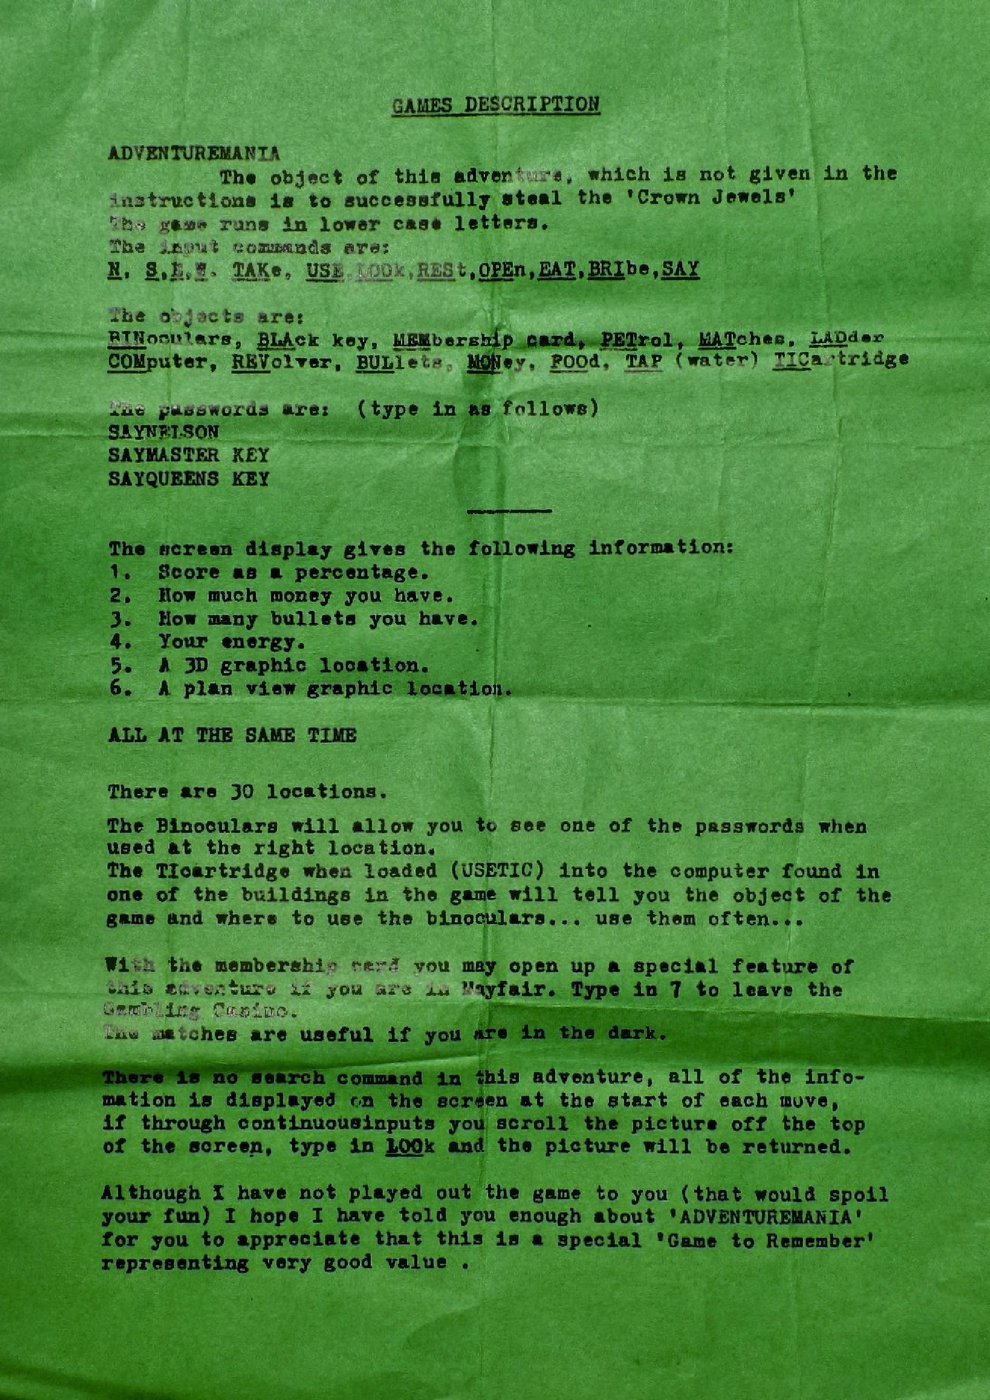 GAMES DESCRIPTION
ADVENTUREMANIA
The object of this adventure, which is not given in the
instructions is to successfully steal the 'Crown Jewels'
The game runs in lower case letters.
The input commands are:
N. S.E.W. TAKe, USE LOOk,RESt,OPEn,EAT,BRIbe,SAY
The objects are:
BINoculars, BLAck key, MEMbership card, PETrol, MATches, LADder
COMputer, REVolver, BULlets, MONey, FOOd, TAP (water) TICartridge
The passwords are: (type in as follows)
SAYNELSON
SAYMASTER KEY
SAYQUEENS KEY
The screen display gives the following information:
1. Score as a percentage.
2. How much money you have.
3. How many bullets you have.
4. Your energy.
5. A 3D graphic location.
6. A plan view graphic location.
ALL AT THE SAME TIME
There are 30 locations.
The Binoculars will allow you to see one of the passwords when
used at the right location.
The TIcartridge when loaded (USETIC) into the computer found in
one of the buildings in the game will tell you the object of the
game and where to use the binoculars... use them often...
With the membership card you may open up a special feature of
this adventure if you are in Mayfair. Type in 7 to leave the
Gambling Casino.
The matches are useful if you are in the dark.
There is no search command in this adventure, all of the info-
mation is displayed on the screen at the start of each muve,
if through continuousinputs you scroll the picture off the top
of the screen, type in LOOk and the picture will be returned.
Although I have not played out the game to you (that would spoil
your fun) I hope I have told you enough about 'ADVENTUREMANIA'
for you to appreciate that this is a special 'Game to Remember'
representing very good value .